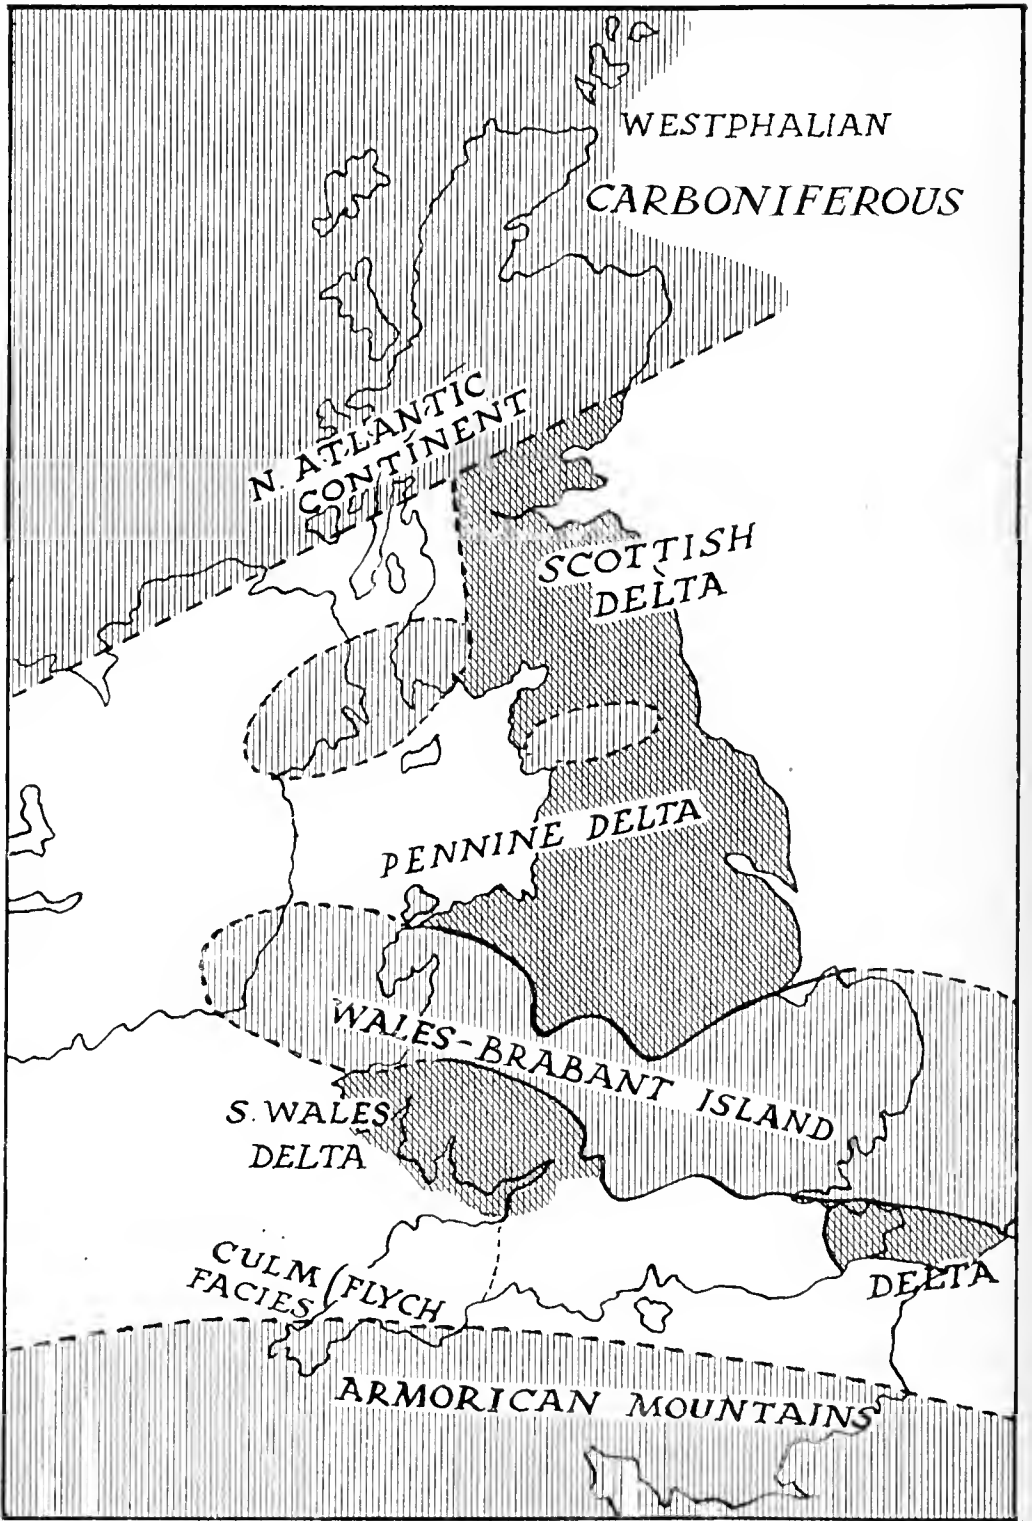 WESTPHALIAN
CARBONIFEROUS
N. ATLANTIC
CONTINENT
SCOTTISH
DELTA
PENNINE DELTA
WALES-BRABANT ISLAND
S. WALES
DELTA
CULM (FLYCH
FACIES
DELTA
ARMORICAN MOUNTAINS